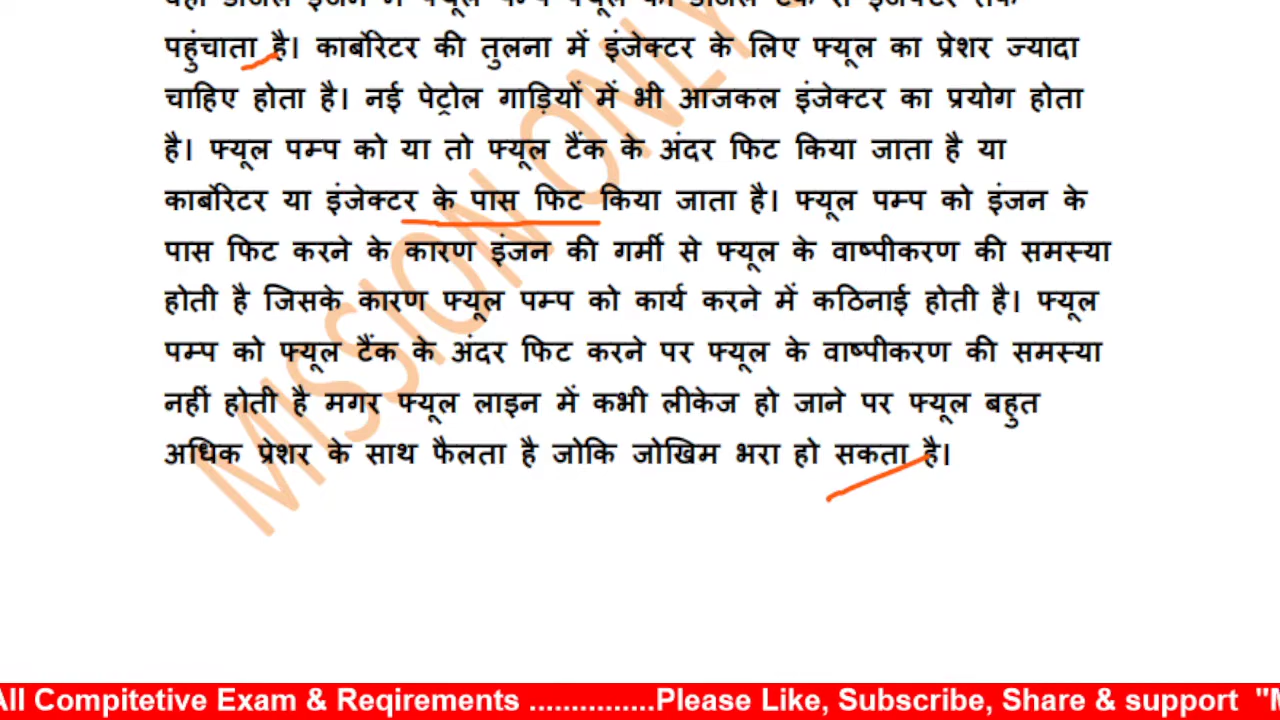 पहुंचाता है। कार्बोरेटर की तुलना में इंजेक्टर के लिए फ्यूल का प्रेशर ज्यादा
चाहिए होता है। नई पेट्रोल गाड़ियों में भी आजकल इंजेक्टर का प्रयोग होता
है। फ्यूल पम्प को या तो फ्यूल टैंक के अंदर फिट किया जाता है या
कार्बोरेटर या इंजेक्टर के पास फिट किया जाता है। फ्यूल पम्प को इंजन के
पास फिट करने के कारण इंजन की गर्मी से फ्यूल के वाष्पीकरण की समस्या
होती है जिसके कारण फ्यूल पम्प को कार्य करने में कठिनाई होती है। फ्यूल
पम्प को फ्यूल टैंक के अंदर फिट करने पर फ्यूल के वाष्पीकरण की समस्या
नहीं होती है मगर फ्यूल लाइन में कभी लीकेज हो जाने पर फ्यूल बहुत
अधिक प्रेशर के साथ फैलता है जोकि जोखिम भरा हो सकता है।
MISSION ONLY
All Compitetive Exam & Reqirements ...............Please Like, Subscribe, Share & support "M